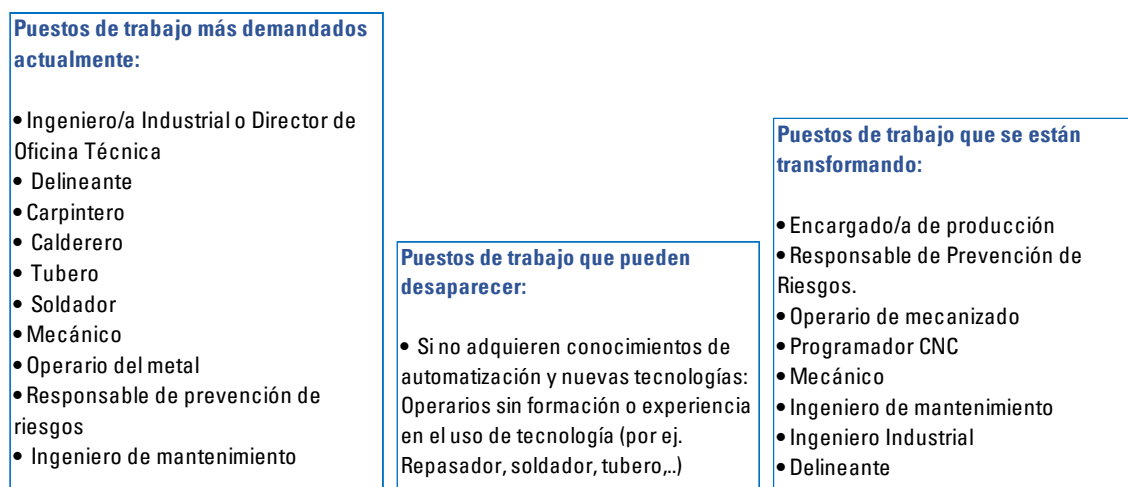 Puestos de trabajo más demandados
actualmente:
• Ingeniero/a Industrial o Director de
Oficina Técnica
• Delineante
• Carpintero
• Calderero
• Tubero
• Soldador
• Mecánico
• Operario del metal
• Responsable de prevención de
riesgos
• Ingeniero de mantenimiento
Puestos de trabajo que pueden
desaparecer:
• Si no adquieren conocimientos de
automatización y nuevas tecnologías:
Operarios sin formación o experiencia
en el uso de tecnología (por ej.
Repasador, soldador, tubero,..)
Puestos de trabajo que se están
transformando:
• Encargado/a de producción
• Responsable de Prevención de
Riesgos.
• Operario de mecanizado
• Programador CNC
• Mecánico
• Ingeniero de mantenimiento
• Ingeniero Industrial
• Delineante